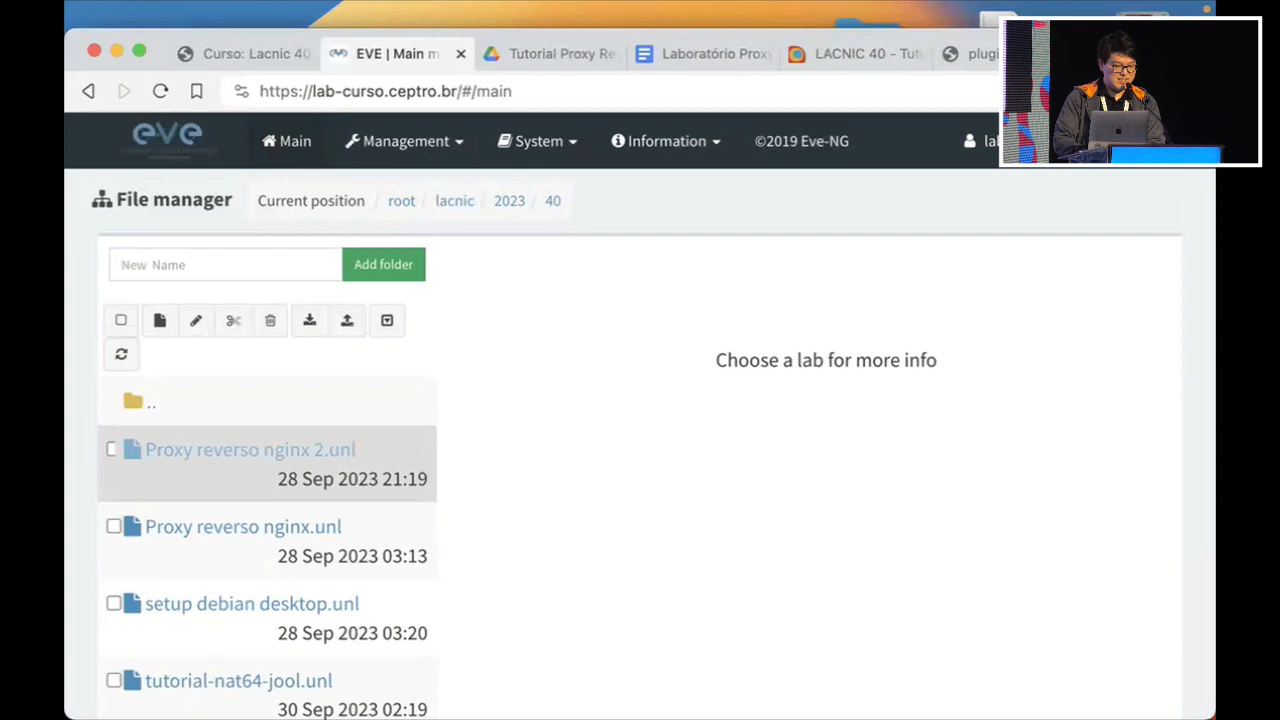 Curso: lacnic
EVE | main m
Tutorial Proxy R
Laboratóri
LACNIC 40 - Tut
plugi
https://lab-curso.ceptro.br/#/main
eve
Main
Management
System
Information
©2019 Eve-NG
lab
File manager
Current position / root / lacnic / 2023 / 40
New Name
Add folder
Choose a lab for more info
..
Proxy reverso nginx 2.unl
28 Sep 2023 21:19
Proxy reverso nginx.unl
28 Sep 2023 03:13
setup debian desktop.unl
28 Sep 2023 03:20
tutorial-nat64-jool.unl
30 Sep 2023 02:19